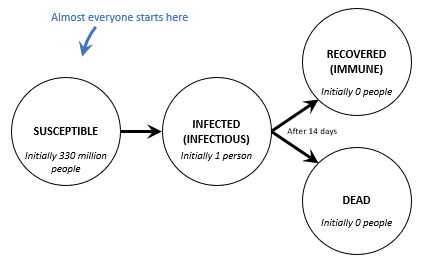 Almost everyone starts here
SUSCEPTIBLE
Initially 330 million
people
INFECTED
(INFECTIOUS)
Initially 1 person
After 14 days
RECOVERED
(IMMUNE)
Initially 0 people
DEAD
Initially 0 people